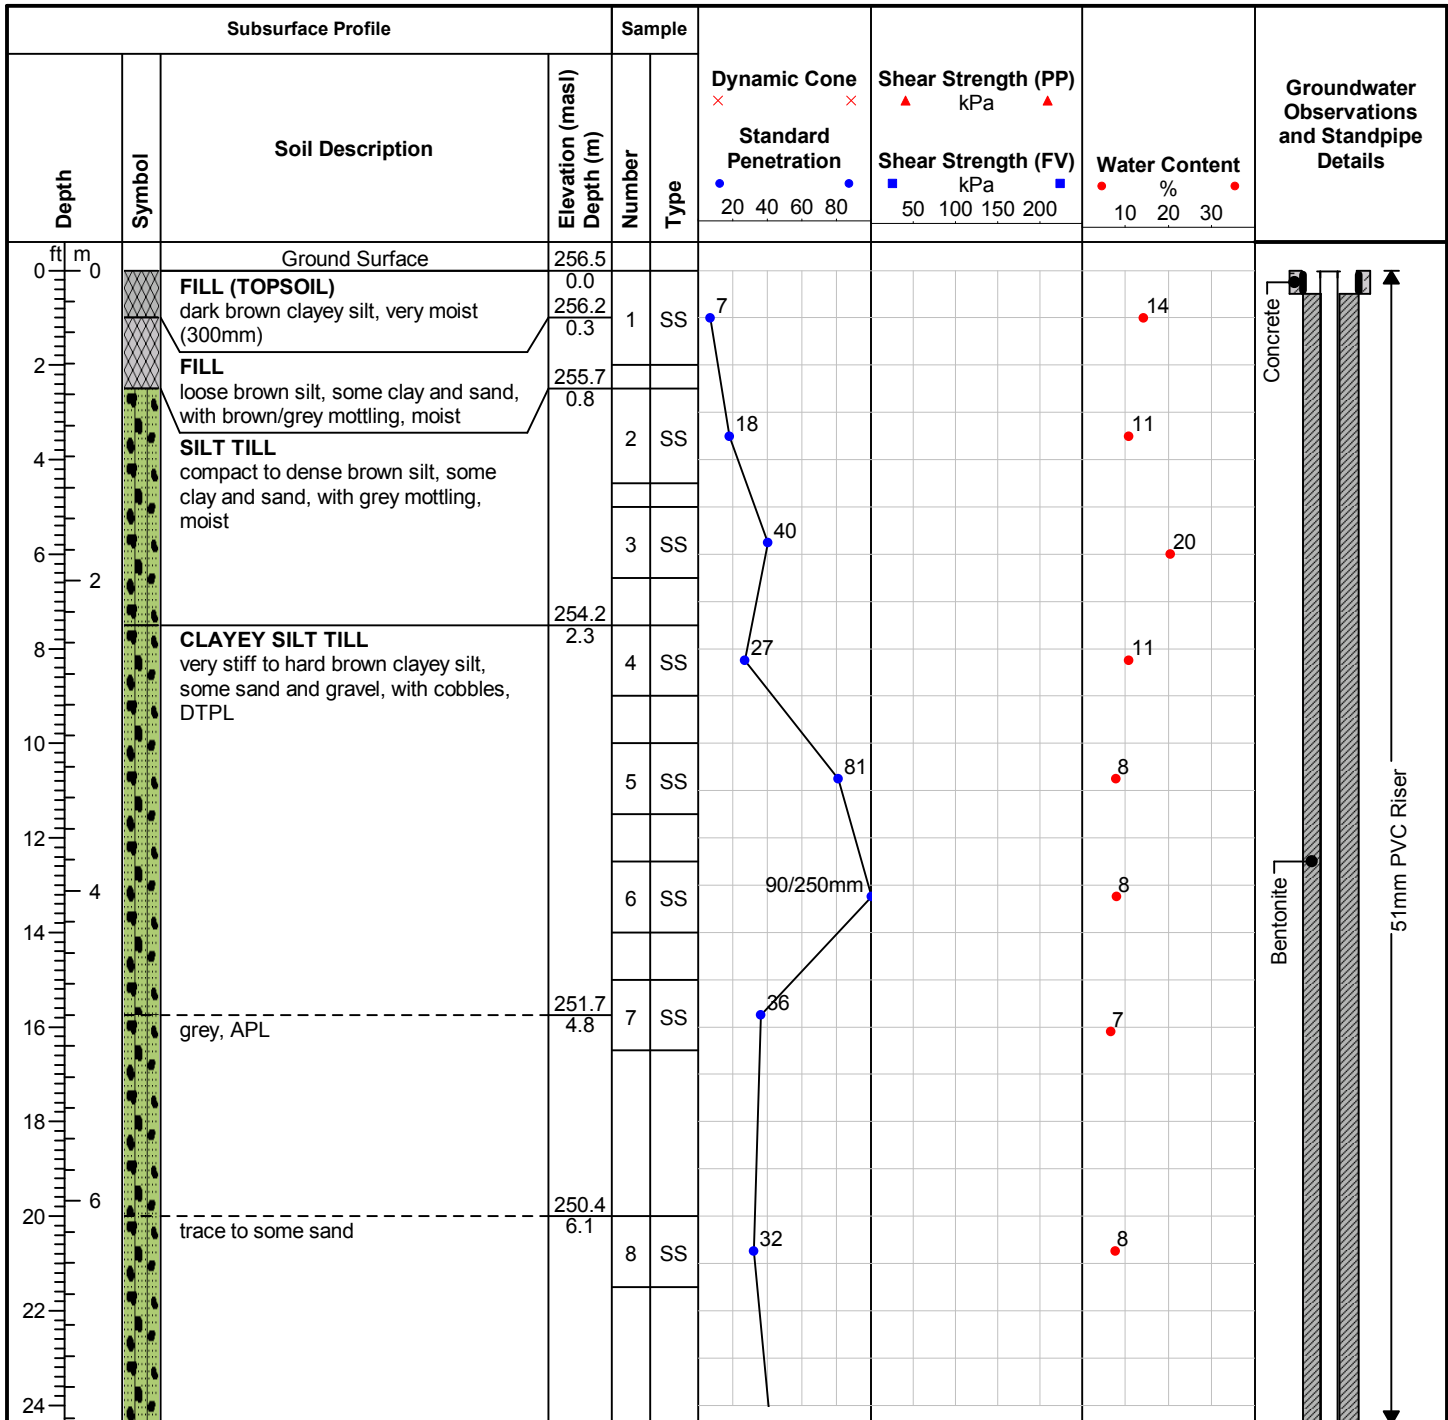 Subsurface Profile
Sample
Depth
Symbol
Soil Description
Elevation (masl)
Depth (m)
Number
Type
Dynamic Cone
Standard
Penetration
20 40 60 80
Shear Strength (PP)
kPa
Shear Strength (FV)
kPa
50 100 150 200
Water Content
%
10 20 30
Groundwater
Observations
and Standpipe
Details
ft m
0 0
2
4
6
2
8
10
12
4
14
16
18
6
20
22
24
Ground Surface
256.5
0.0
FILL (TOPSOIL)
dark brown clayey silt, very moist
(300mm)
256.2
0.3
FILL
loose brown silt, some clay and sand,
with brown/grey mottling, moist
255.7
0.8
SILT TILL
compact to dense brown silt, some
clay and sand, with grey mottling,
moist
254.2
2.3
CLAYEY SILT TILL
very stiff to hard brown clayey silt,
some sand and gravel, with cobbles,
DTPL
251.7
4.8
grey, APL
250.4
6.1
trace to some sand
1 SS 7 14
2 SS 18 11
3 SS 40 20
4 SS 27 11
5 SS 81 8
6 SS 90/250mm 8
7 SS 36 7
8 SS 32 8
Concrete
Bentonite
51mm PVC Riser